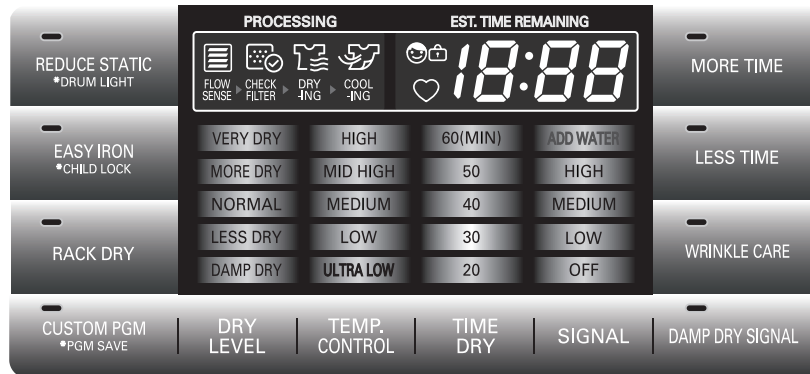 PROCESSING EST. TIME REMAINING
REDUCE STATIC
*DRUM LIGHT
18:88
FLOW SENSE
CHECK FILTER
DRY -ING
COOL -ING
MORE TIME
EASY IRON
*CHILD LOCK
LESS TIME
VERY DRY HIGH 60(MIN) ADD WATER
MORE DRY MID HIGH 50 HIGH
NORMAL MEDIUM 40 MEDIUM
LESS DRY LOW 30 LOW
DAMP DRY ULTRA LOW 20 OFF
RACK DRY
WRINKLE CARE
CUSTOM PGM
*PGM SAVE
DRY LEVEL
TEMP. CONTROL
TIME DRY
SIGNAL
DAMP DRY SIGNAL